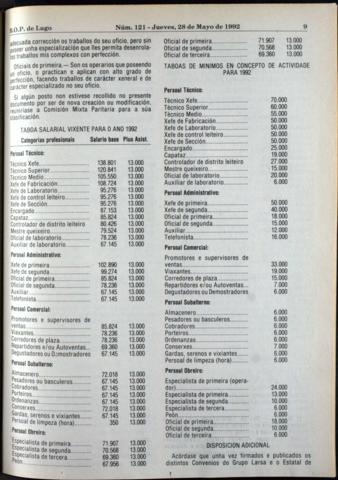 B.O.P. de Lugo Núm. 121 - Jueves, 28 de Mayo de 1992 9
adecuada corrección os traballos do seu oficio, pero sin
poseer unha especialización que lles permita desenrola-
los traballos mis complexos con perfección.
Oficiais de primeira.— Son os operarios que poseendo
un oficio, o practican e aplican con alto grado de
perfección, facendo traballos de carácter xeneral e de
carácter especializado no seu oficio.
Si algún posto non estivese recollido no presente
documento por ser de nova creación ou modificación,
remitiríase a Comisión Mixta Paritaria para a súa
clasificación.
TABOA SALARIAL VIXENTE PARA O ANO 1992
Categorías profesionais Salario base Plus Asist.
Persoal Técnico:
Técnico Xefe 138.801 13.000
Técnico Superior 120.841 13.000
Técnico Medio 105.550 13.000
Xefe de Fabricación 108.724 13.000
Xefe de Laboratorio 95.276 13.000
Xefe de control leiteiro 95.276 13.000
Xefe de Sección 95.276 13.000
Encargado 87.153 13.000
Capataz 85.824 13.000
Controlador de distrito leiteiro 80.426 13.000
Mestre queixeiro 79.524 13.000
Oficial de laboratorio 78.236 13.000
Auxiliar de laboratorio 67.145 13.000
Persoal Administrativo:
Xefe de primeira 102.890 13.000
Xefe de segunda 99.274 13.000
Oficial de primeira 85.824 13.000
Oficial de segunda 78.236 13.000
Auxiliar 67.145 13.000
Telefonista 67.145 13.000
Persoal Comercial:
Promotores e supervisores de
ventas 85.824 13.000
Viaxantes 78.236 13.000
Corredores de plaza 78.236 13.000
Repartidores e/ou Autoventas 69.360 13.000
Degustadores ou Demostradores 67.145 13.000
Persoal Subalterno:
Almacenero 72.018 13.000
Pesadores ou basculeros 67.145 13.000
Cobradores 67.145 13.000
Porteiros 67.145 13.000
Ordenanzas 67.145 13.000
Conserxes 72.018 13.000
Gardas, serenos e vixiantes 67.145 13.000
Persoal de limpeza (hora) 350 13.000
Persoal Obreiro:
Especialista de primeira 71.907 13.000
Especialista de segunda 70.568 13.000
Especialista de terceira 69.360 13.000
Peón 67.956 13.000
Oficial de primeira 71.907 13.000
Oficial de segunda 70.568 13.000
Oficial de terceira 69.360 13.000
TABOAS DE MINIMOS EN CONCEPTO DE ACTIVIDADE
PARA 1992
Persoal Técnico:
Técnico Xefe 70.000
Técnico Superior 60.000
Técnico Medio 55.000
Xefe de Fabricación 50.000
Xefe de Laboratorio 50.000
Xefe de control leiteiro 50.000
Xefe de Sección 50.000
Encargado 25.000
Capataz 19.000
Controlador de distrito leiteiro 27.000
Mestre queixeiro 15.000
Oficial de laboratorio 20.000
Auxiliar de laboratorio 6.000
Persoal Administrativo:
Xefe de primeira 50.000
Xefe de segunda 40.000
Oficial de primeira 18.000
Oficial de segunda 15.000
Auxiliar 12.000
Telefonista 16.000
Persoal Comercial:
Promotores e supervisores de
ventas 33.000
Viaxantes 19.000
Corredores de plaza 15.000
Repartidores e/ou Autoventas 7.000
Degustadores ou Demostradores 6.000
Persoal Subalterno:
Almacenero 6.000
Pesadores ou basculeros 6.000
Cobradores 6.000
Porteiros 6.000
Ordenanzas 6.000
Conserxes 7.000
Gardas, serenos e vixiantes 6.000
Persoal de limpeza (hora) 6.000
Persoal Obreiro:
Especialista de primeira (opera-
dor) 24.000
Especialista de primeira 13.000
Especialista de segunda 10.000
Especialista de terceira 6.000
Peón 6.000
Oficial de primeira 18.000
Oficial de segunda 10.000
Oficial de terceira 6.000
DISPOSICION ADICIONAL
Acórdase que unha vez firmados e publicados os
distintos Convenios do Grupo Larsa e o Estatal de